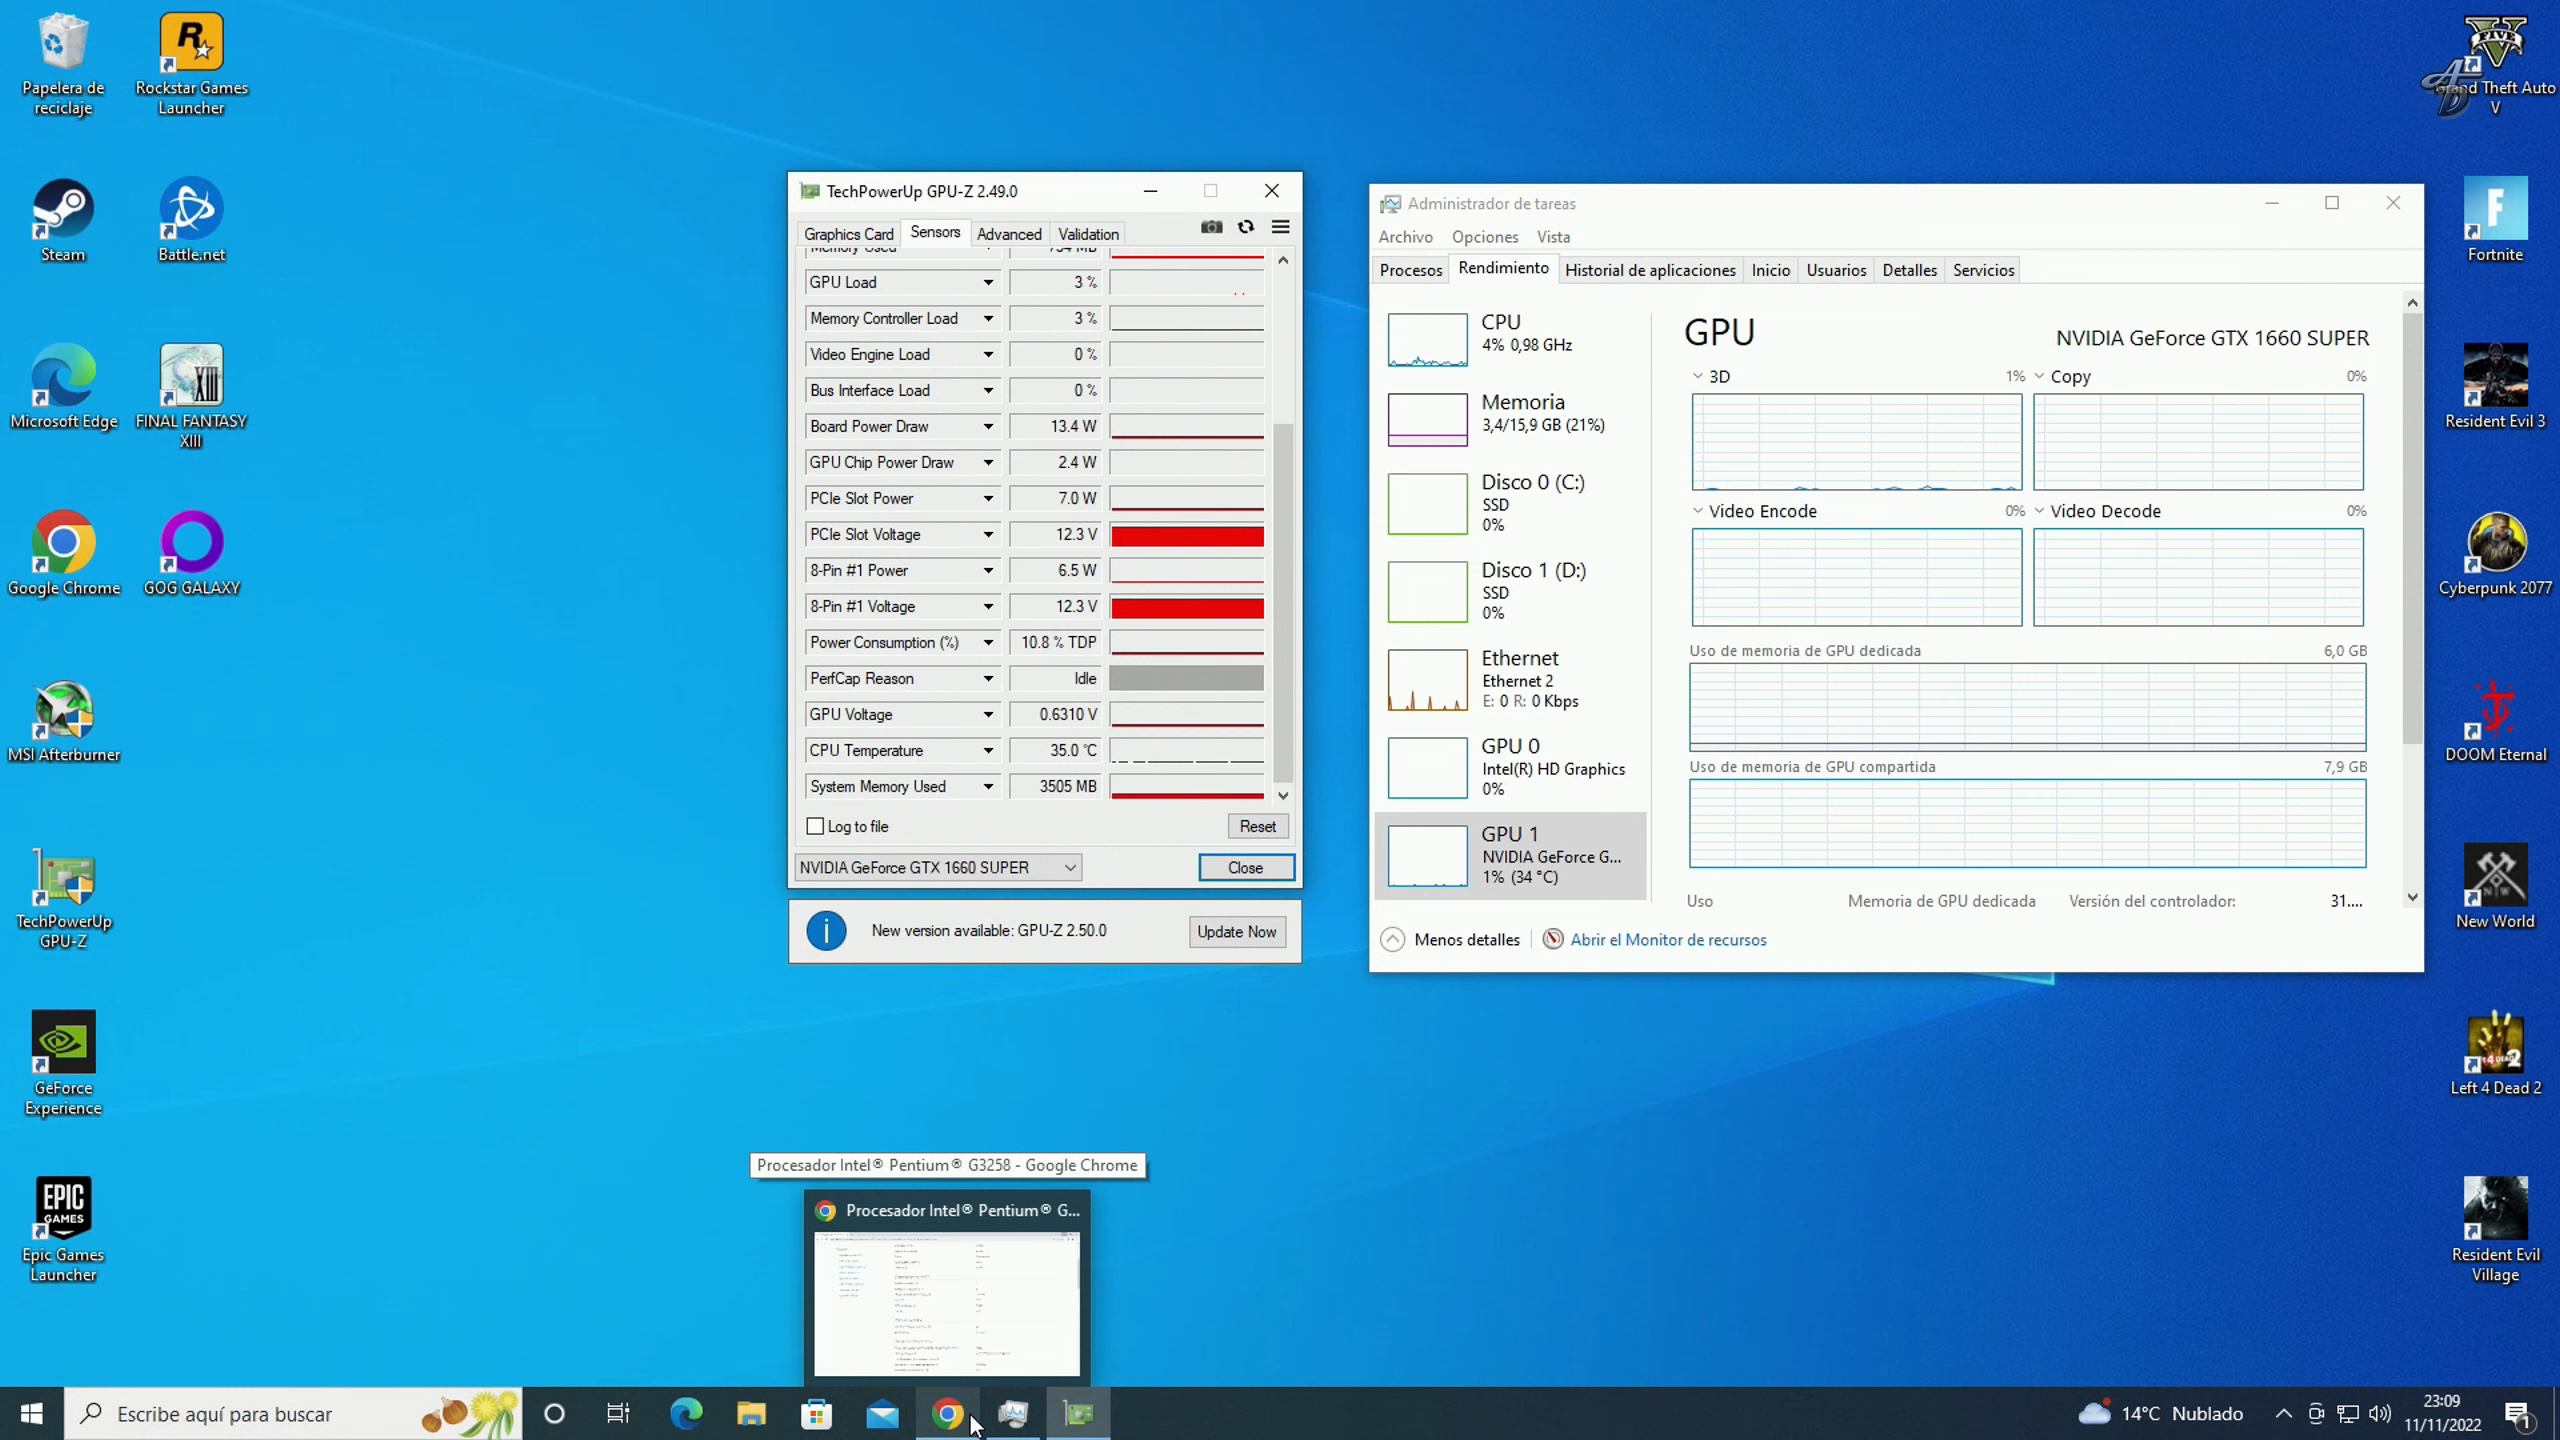 Papelera de
reciclaje
Rockstar Games
Launcher
Steam
Battle.net
Microsoft Edge
FINAL FANTASY
XIII
Google Chrome
GOG GALAXY
MSI Afterburner
TechPowerUp
GPU-Z
GeForce
Experience
EPIC
GAMES
Epic Games
Launcher
TechPowerUp GPU-Z 2.49.0
Graphics Card
Sensors
Advanced
Validation
Memory Used 754 MB
GPU Load 3 %
Memory Controller Load 3 %
Video Engine Load 0 %
Bus Interface Load 0 %
Board Power Draw 13.4 W
GPU Chip Power Draw 2.4 W
PCIe Slot Power 7.0 W
PCIe Slot Voltage 12.3 V
8-Pin #1 Power 6.5 W
8-Pin #1 Voltage 12.3 V
Power Consumption (%) 10.8 % TDP
PerfCap Reason Idle
GPU Voltage 0.6310 V
CPU Temperature 35.0 °C
System Memory Used 3505 MB
Log to file
Reset
NVIDIA GeForce GTX 1660 SUPER
Close
New version available: GPU-Z 2.50.0
Update Now
Administrador de tareas
Archivo Opciones Vista
Procesos Rendimiento Historial de aplicaciones Inicio Usuarios Detalles Servicios
CPU
4% 0,98 GHz
Memoria
3,4/15,9 GB (21%)
Disco 0 (C:)
SSD
0%
Disco 1 (D:)
SSD
0%
Ethernet
Ethernet 2
E: 0 R: 0 Kbps
GPU 0
Intel(R) HD Graphics
0%
GPU 1
NVIDIA GeForce G...
1% (34 °C)
GPU
NVIDIA GeForce GTX 1660 SUPER
3D 1%
Copy 0%
Video Encode 0%
Video Decode 0%
Uso de memoria de GPU dedicada 6,0 GB
Uso de memoria de GPU compartida 7,9 GB
Uso
Memoria de GPU dedicada
Versión del controlador: 31....
Menos detalles
Abrir el Monitor de recursos
FIVE
Grand Theft Auto
V
Fortnite
Resident Evil 3
Cyberpunk 2077
DOOM Eternal
New World
Left 4 Dead 2
Resident Evil
Village
Procesador Intel® Pentium® G3258 - Google Chrome
Procesador Intel® Pentium® G...
Escribe aquí para buscar
14°C Nublado
23:09
11/11/2022
1